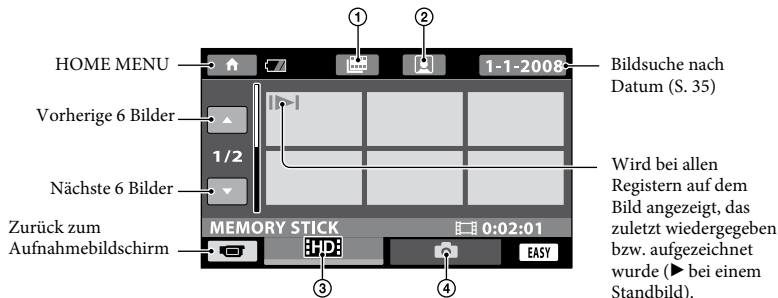 ① ②
HOME MENU
1-1-2008
Bildsuche nach
Datum (S. 35)
Vorherige 6 Bilder
1/2
Nächste 6 Bilder
Wird bei allen
Registern auf dem
Bild angezeigt, das
zuletzt wiedergegeben
bzw. aufgezeichnet
wurde (▶ bei einem
Standbild).
Zurück zum
Aufnahmebildschirm
MEMORY STICK
0:02:01
HD
EASY
③ ④